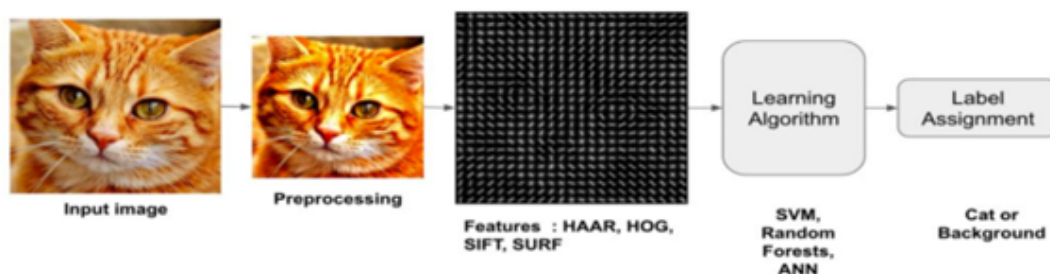 Input image
Preprocessing
Features : HAAR, HOG,
SIFT, SURF
Learning
Algorithm
SVM,
Random
Forests,
ANN
Label
Assignment
Cat or
Background